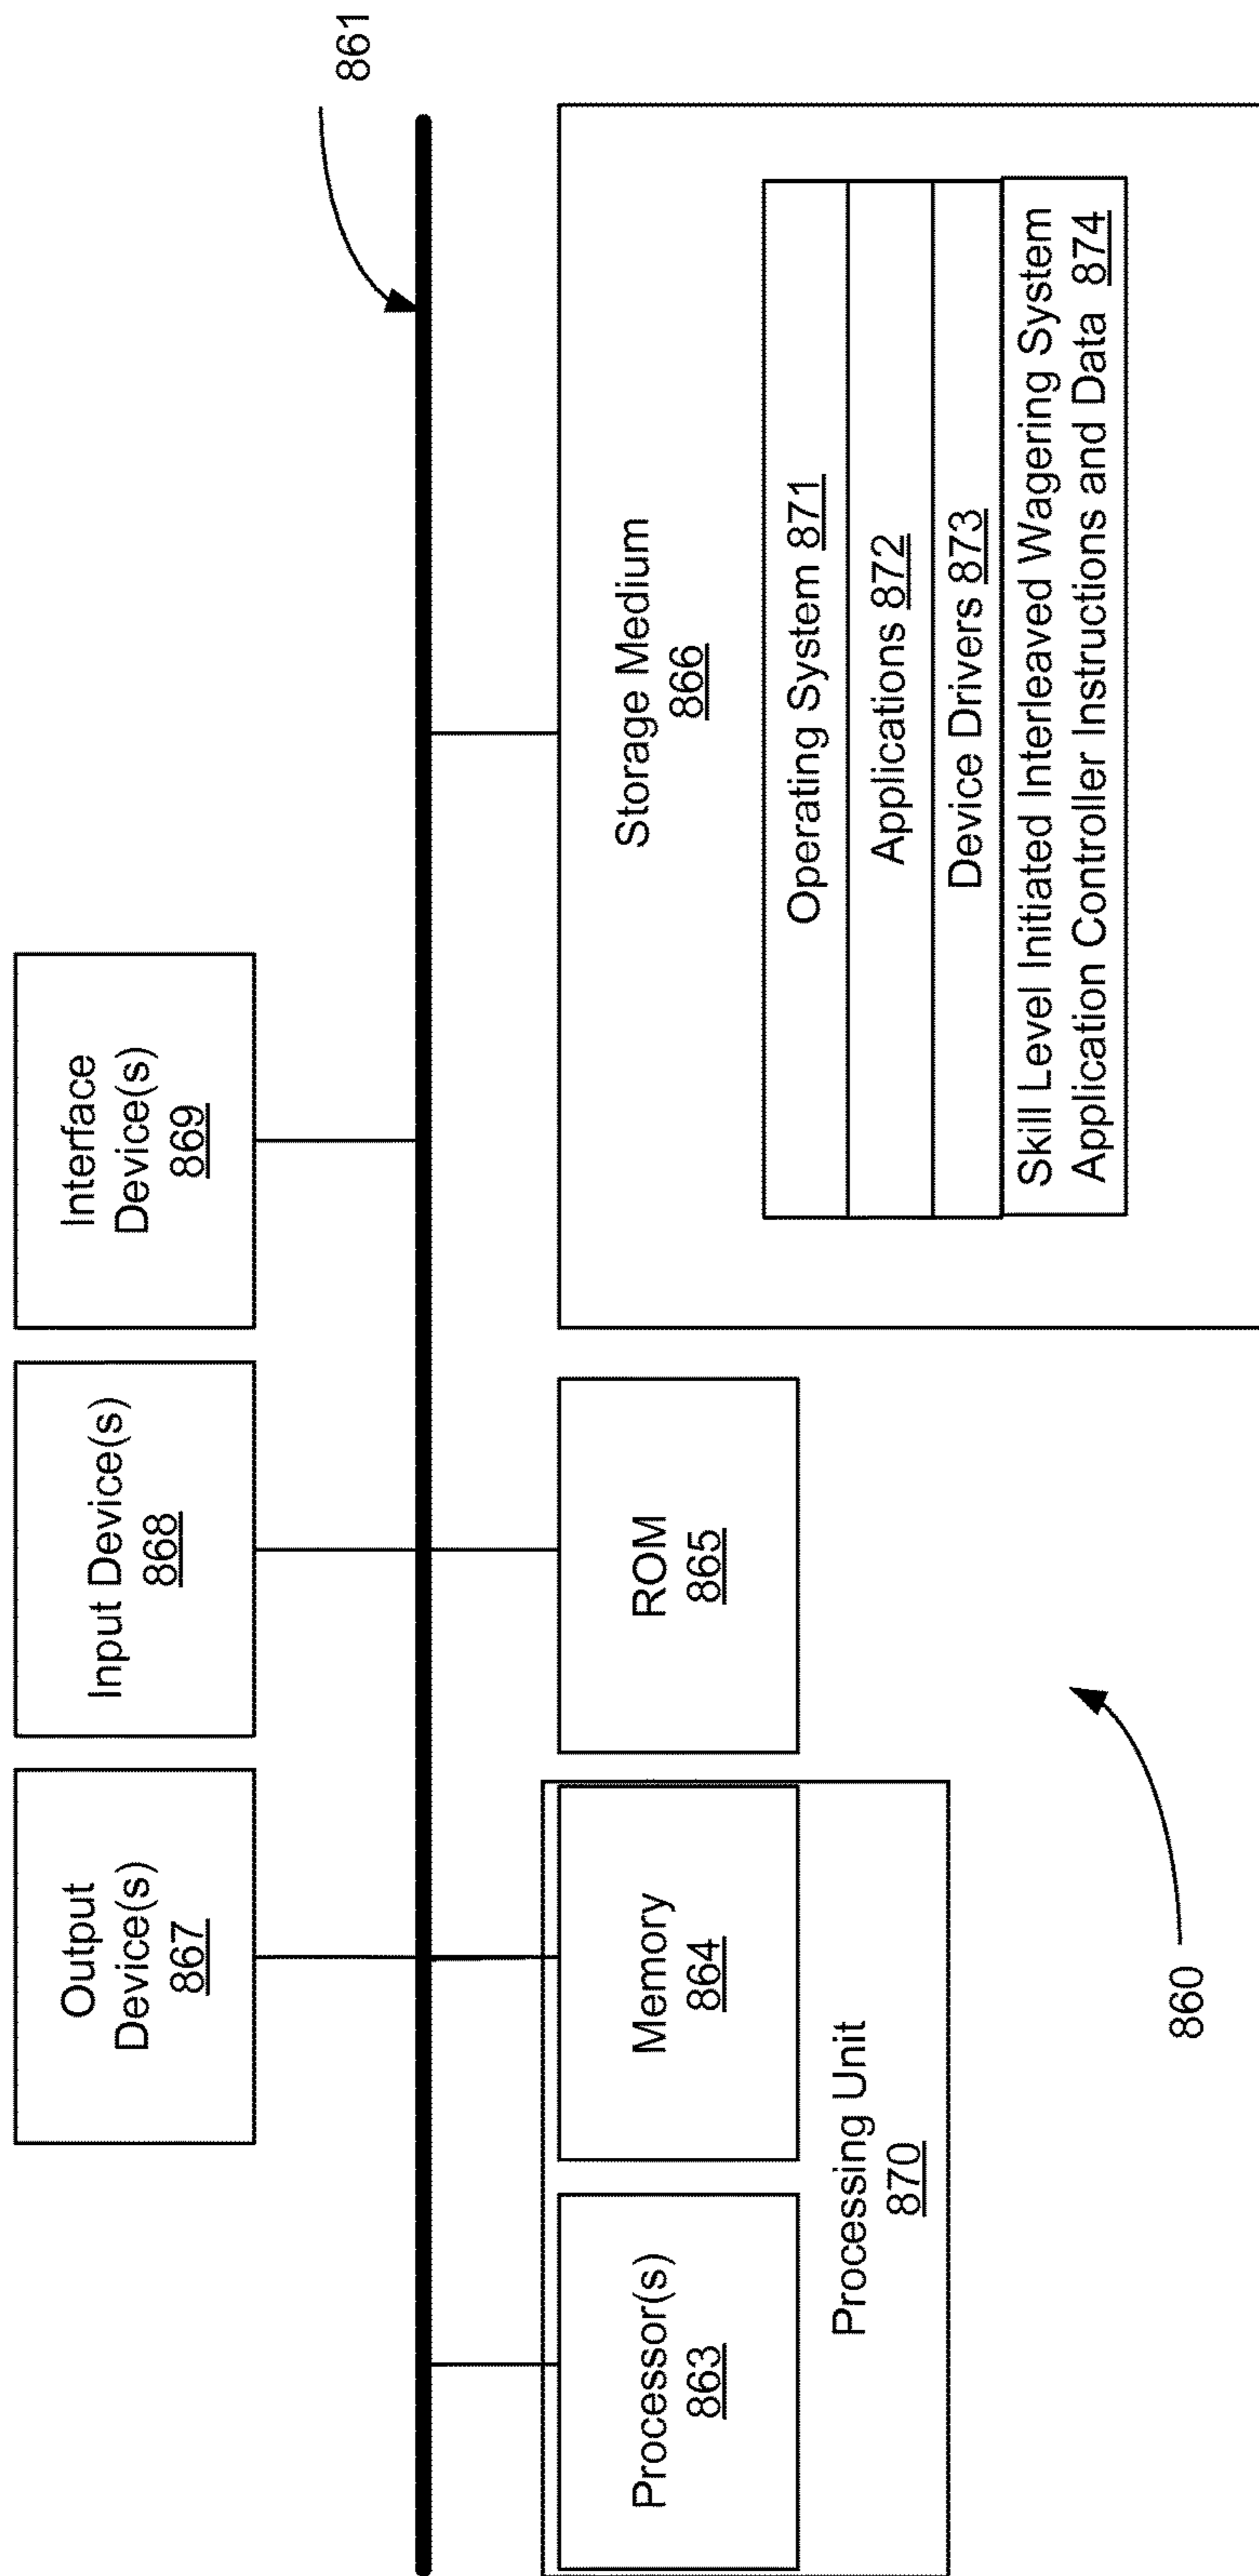 861
Output
Device(s)
867
Input Device(s)
868
Interface
Device(s)
869
Processor(s)
863
Memory
864
Processing Unit
870
ROM
865
Storage Medium
866
Operating System 871
Applications 872
Device Drivers 873
Skill Level Initiated Interleaved Wagering System
Application Controller Instructions and Data 874
860